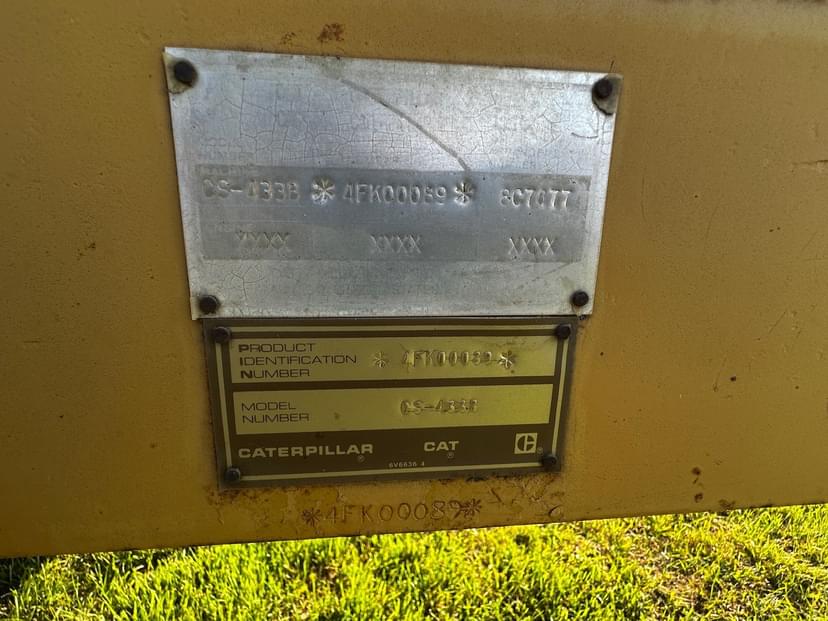 CS-433B *4FK00089* 8C7077
XXXX XXXX XXXX
PRODUCT
IDENTIFICATION
NUMBER
*4FK00089*
MODEL
NUMBER
CS-433B
CATERPILLAR® CAT® C®
6V6636 4
*4FK00089*